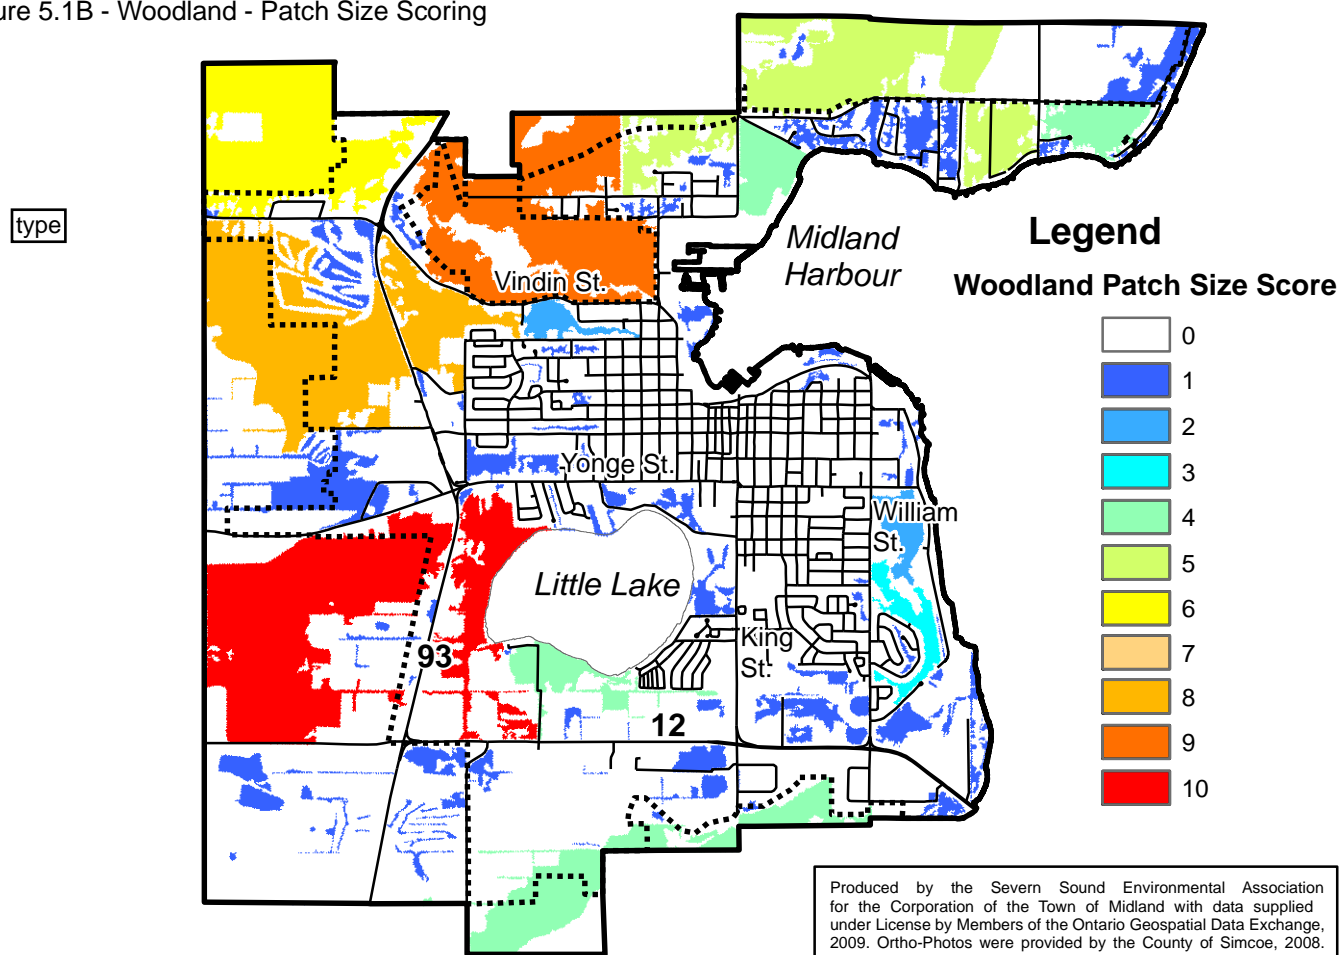 ure 5.1B - Woodland - Patch Size Scoring
type
Midland
Harbour
Legend
Woodland Patch Size Score
0
1
2
3
4
5
6
7
8
9
10
Vindin St.
Yonge St.
William
St.
Little Lake
King
St.
93
12
Produced by the Severn Sound Environmental Association
for the Corporation of the Town of Midland with data supplied
under License by Members of the Ontario Geospatial Data Exchange,
2009. Ortho-Photos were provided by the County of Simcoe, 2008.